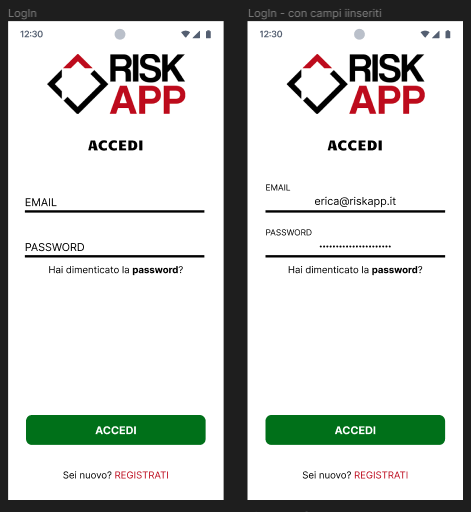 LogIn
12:30
RISK
APP
ACCEDI
EMAIL
PASSWORD
Hai dimenticato la password?
ACCEDI
Sei nuovo? REGISTRATI
LogIn - con campi iinseriti
12:30
RISK
APP
ACCEDI
EMAIL
erica@riskapp.it
PASSWORD
Hai dimenticato la password?
ACCEDI
Sei nuovo? REGISTRATI